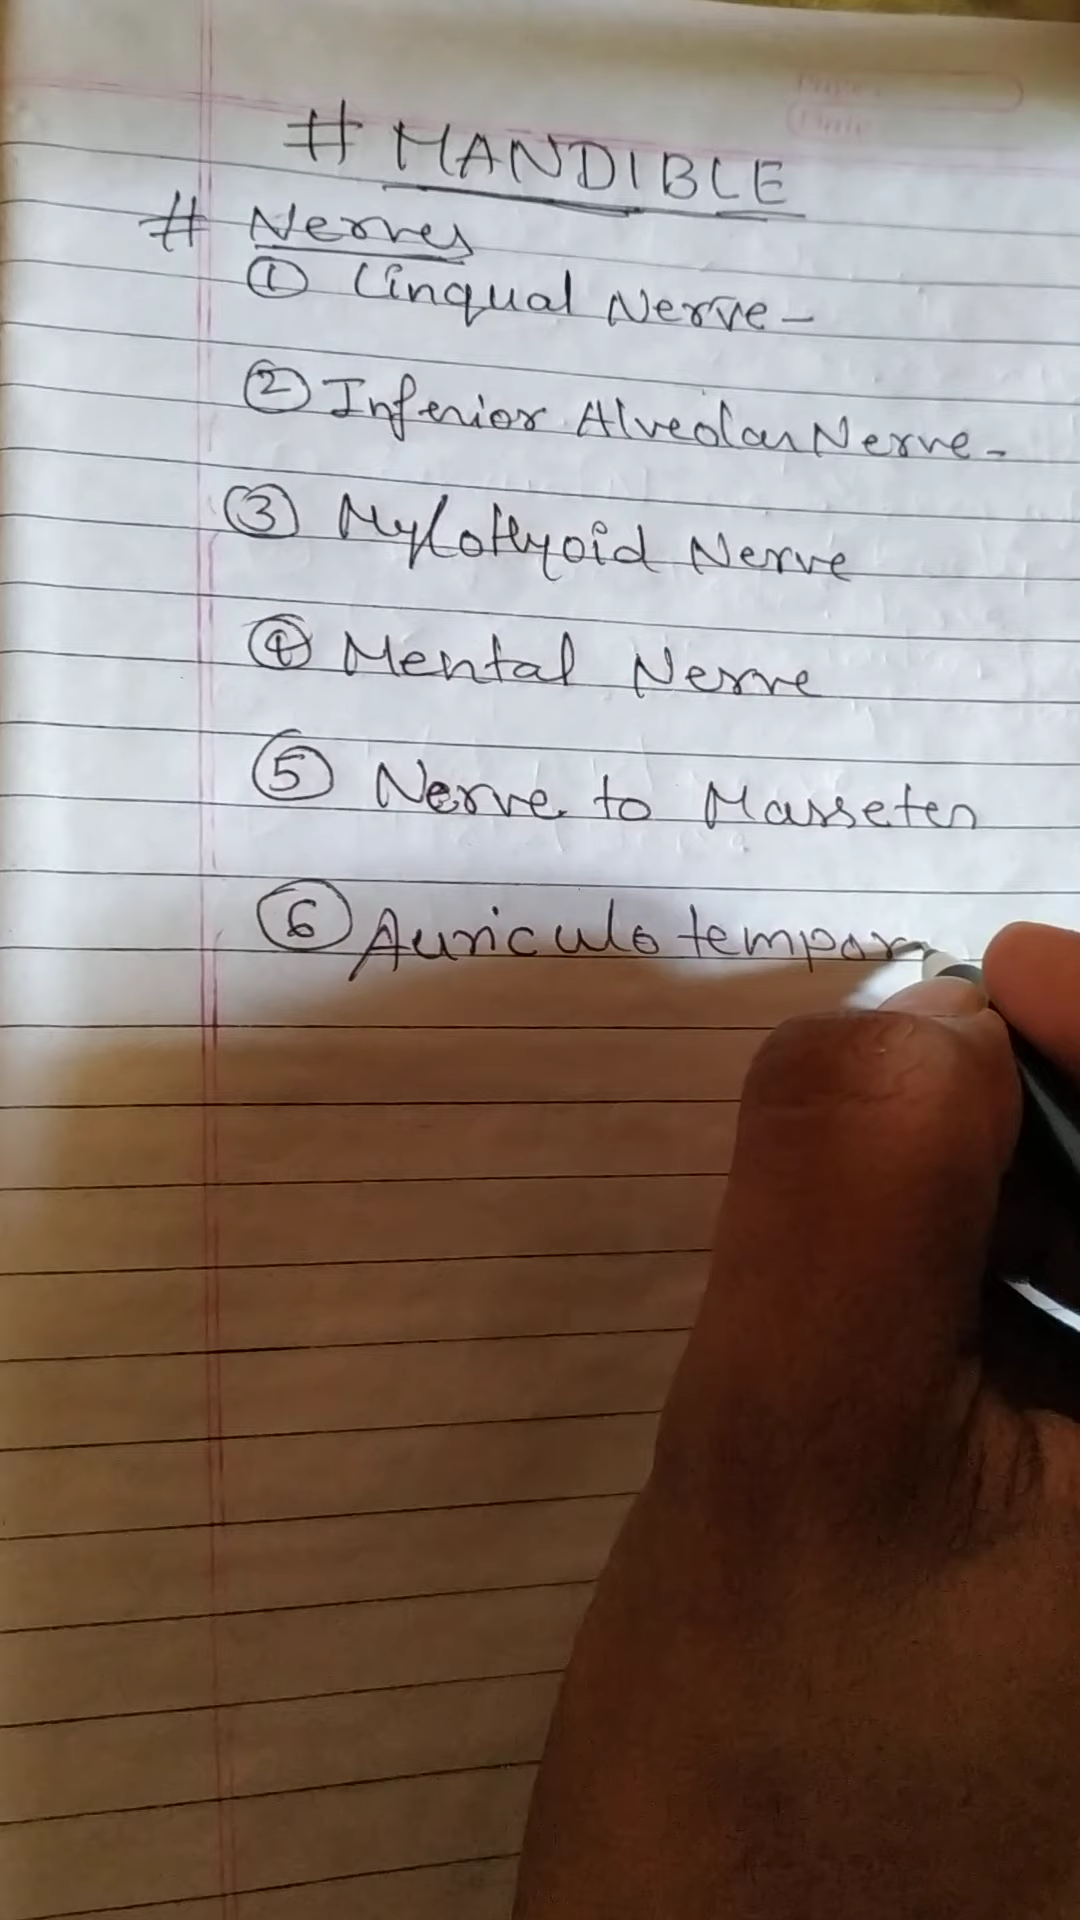 # MANDIBLE
# Nerves
① Linqual Nerve -
② Inferior Alveolar Nerve -
③ Mylohyoid Nerve
④ Mental Nerve
⑤ Nerve to Masseter
⑥ Auriculo tempor